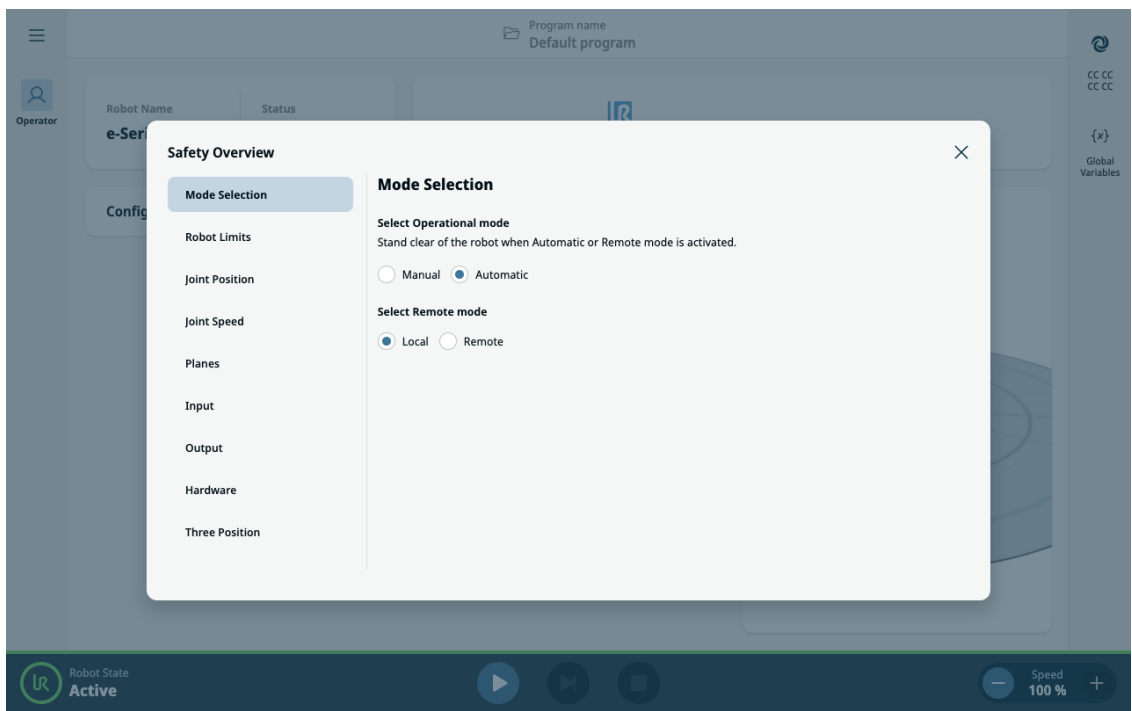 Program name
Default program
Operator
Robot Name
Status
e-Seri
Config
CC CC
CC CC
{x}
Global
Variables
Safety Overview
Mode Selection
Robot Limits
Joint Position
Joint Speed
Planes
Input
Output
Hardware
Three Position
Mode Selection
Select Operational mode
Stand clear of the robot when Automatic or Remote mode is activated.
Manual
Automatic
Select Remote mode
Local
Remote
Robot State
Active
Speed
100 %